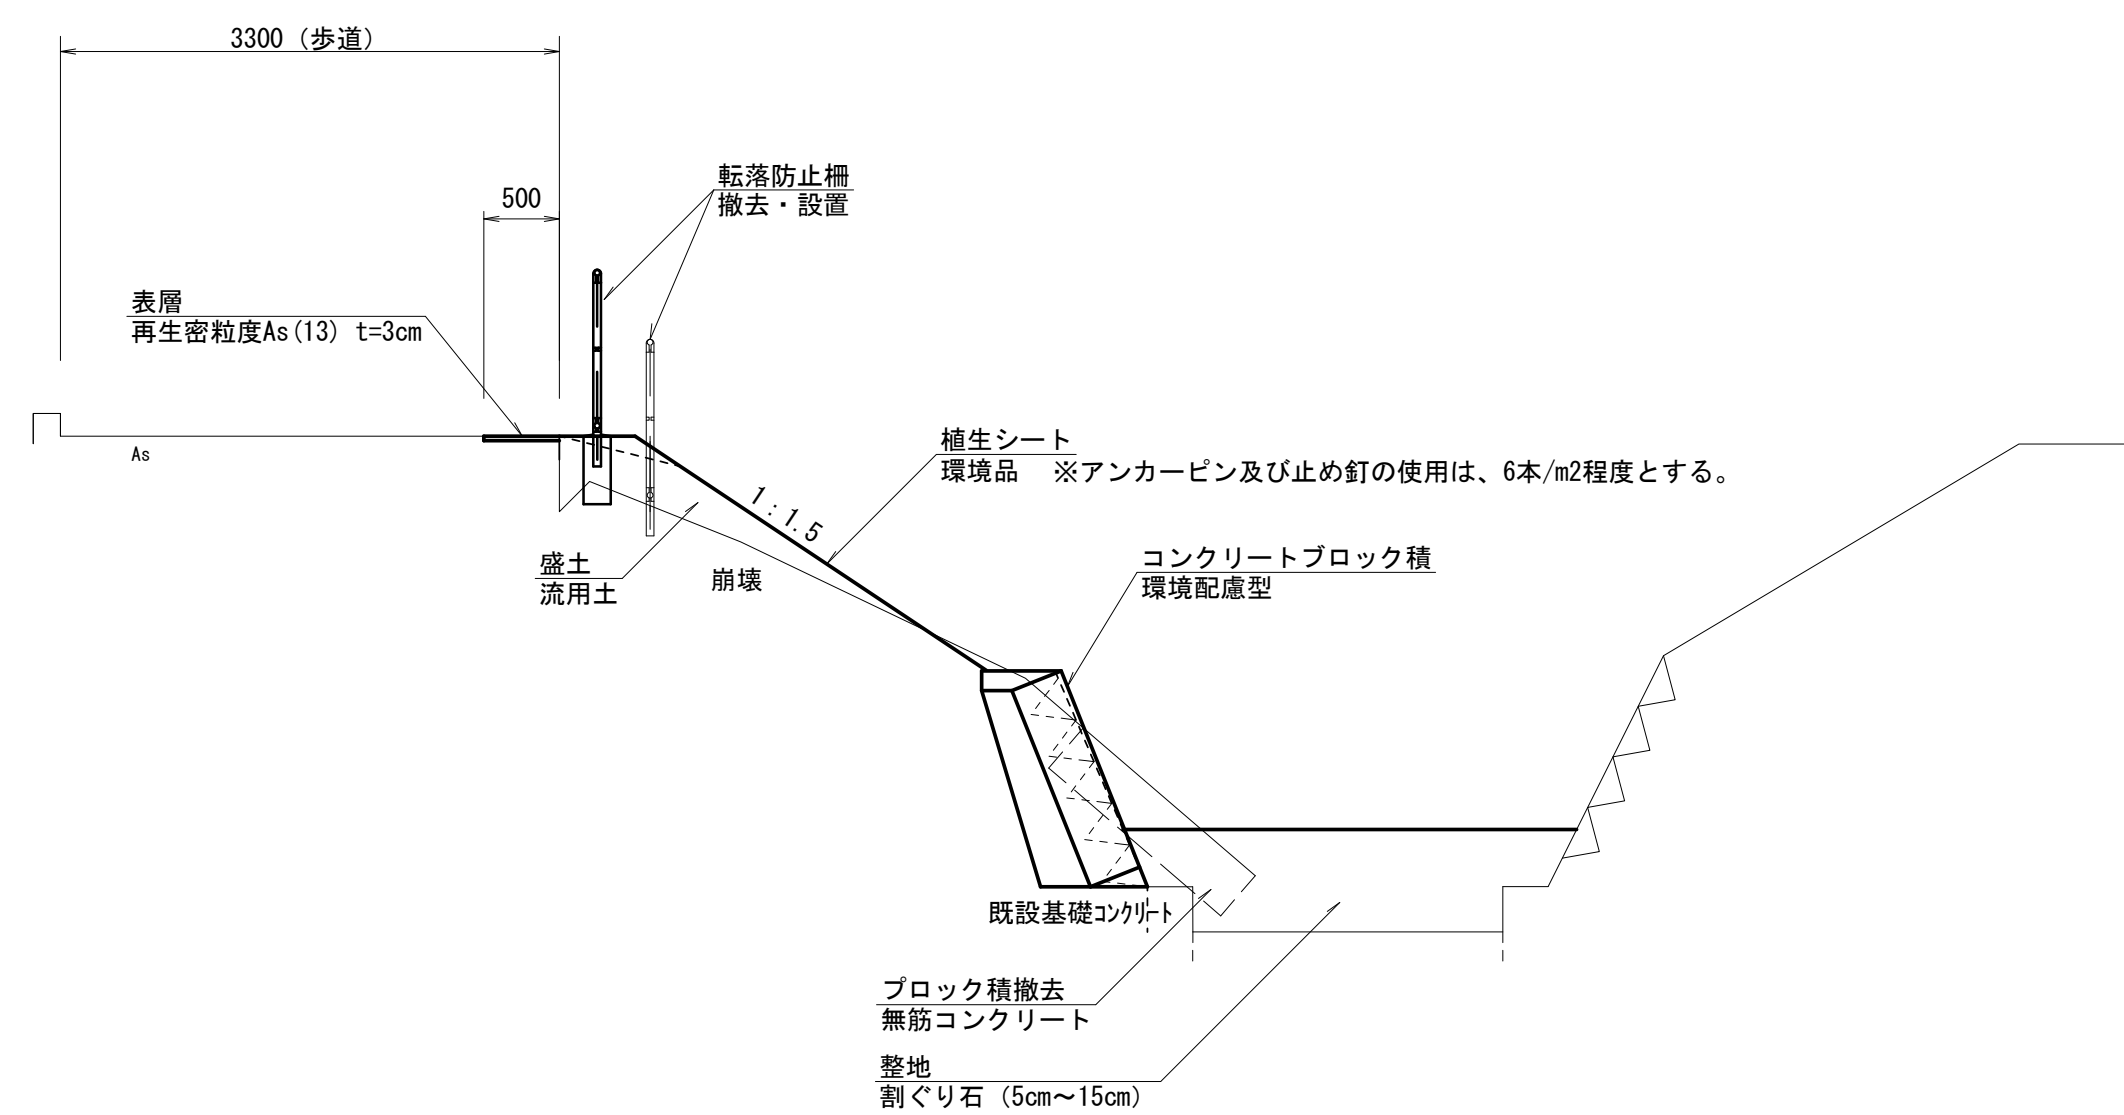 3300（歩道）
転落防止柵
撤去・設置
500
表層
再生密粒度As(13) t=3cm
As
植生シート
環境品　※アンカーピン及び止め釘の使用は、6本/m2程度とする。
1：1.5
盛土
流用土
崩壊
コンクリートブロック積
環境配慮型
既設基礎ｺﾝｸﾘｰﾄ
ブロック積撤去
無筋コンクリート
整地
割ぐり石（5cm～15cm）